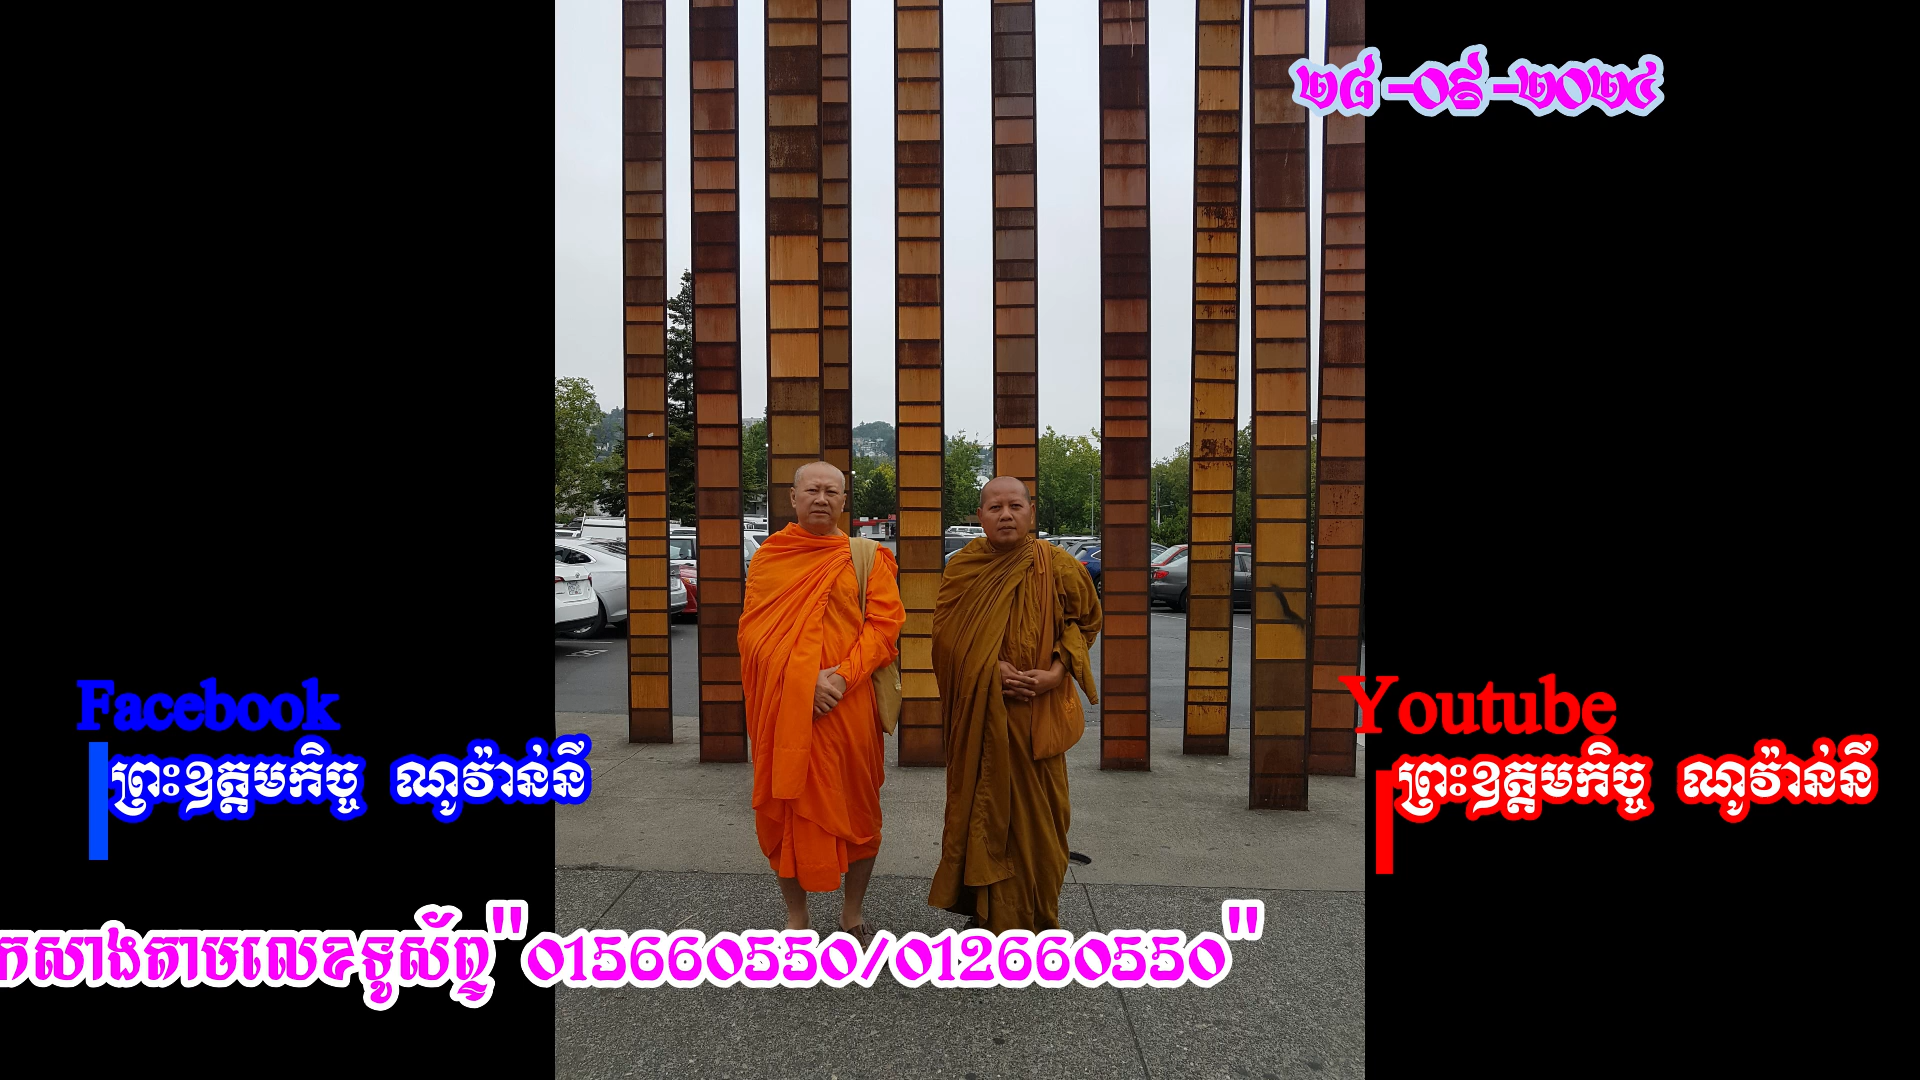 ២៨-០៩-២០២៤
Facebook
ព្រះឧត្តមកិច្ច ណូវ៉ាន់នី
Youtube
ព្រះឧត្តមកិច្ច ណូវ៉ាន់នី
កសាងតាមលេខទូរស័ព្ទ"015660550/012660550"